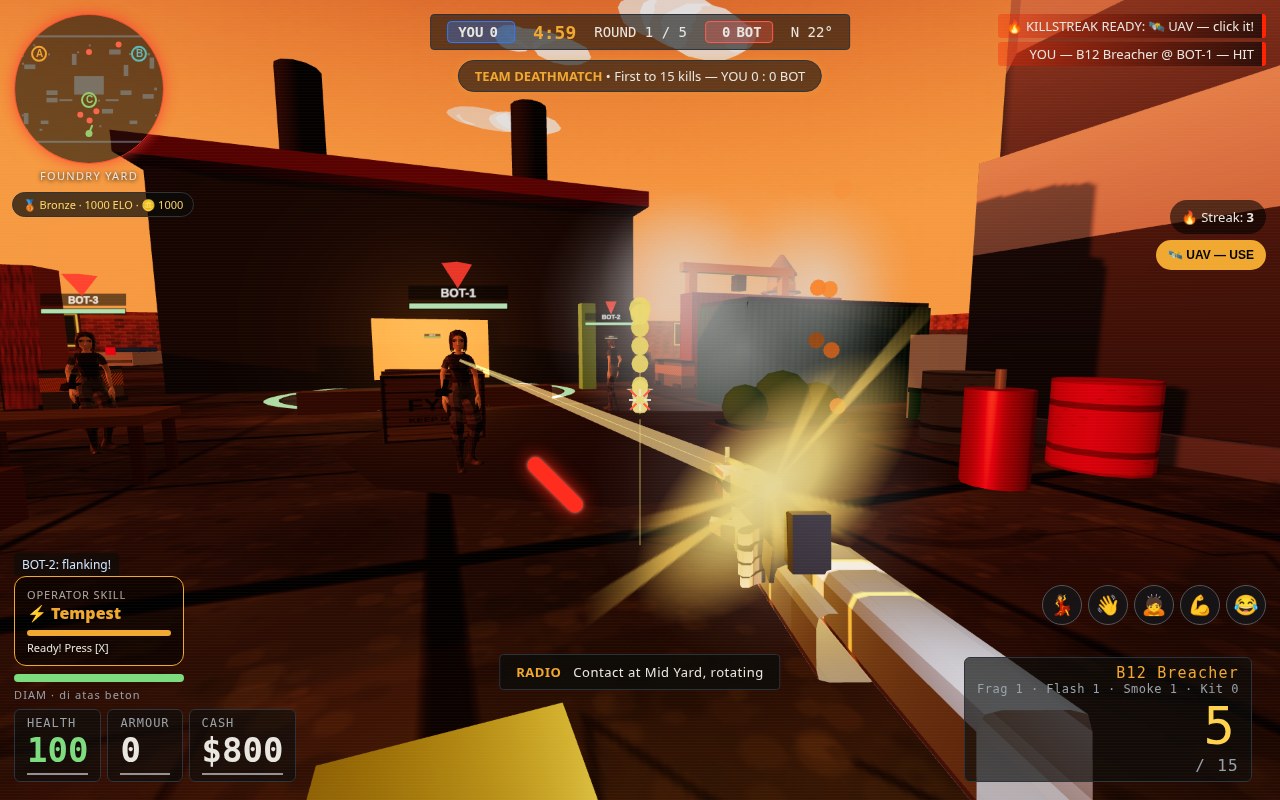 YOU 0 4:59 ROUND 1 / 5 0 BOT N 22°
TEAM DEATHMATCH • First to 15 kills — YOU 0 : 0 BOT
🔥 KILLSTREAK READY: 🛰️ UAV — click it!
YOU — B12 Breacher @ BOT-1 — HIT
A
B
C
FOUNDRY YARD
🥉 Bronze · 1000 ELO · 🪙 1000
🔥 Streak: 3
🛰️ UAV — USE
BOT-3
BOT-1
BOT-2
BOT-2: flanking!
OPERATOR SKILL
⚡ Tempest
Ready! Press [X]
DIAM · di atas beton
HEALTH
100
ARMOUR
0
CASH
$800
RADIO Contact at Mid Yard, rotating
B12 Breacher
Frag 1 · Flash 1 · Smoke 1 · Kit 0
5
/ 15